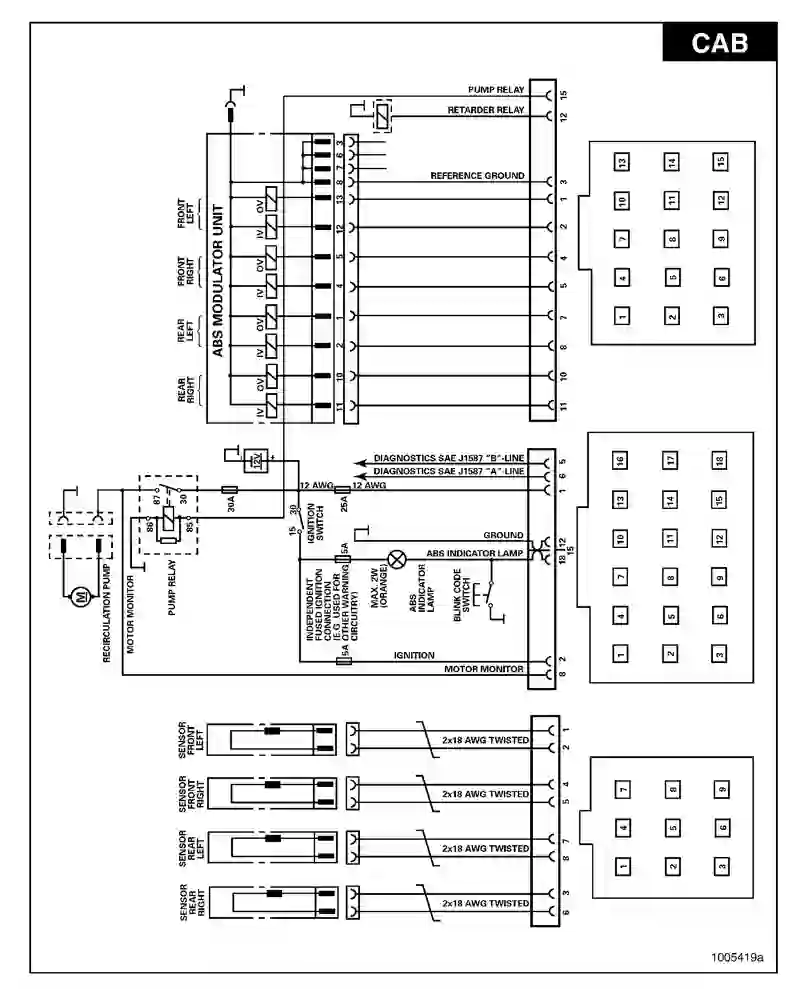 CAB
PUMP RELAY
15
RETARDER RELAY
12
3
6
7
8
REFERENCE GROUND
3
13
1
12
2
5
4
4
5
1
7
2
8
10
10
11
11
FRONT
LEFT
FRONT
RIGHT
REAR
LEFT
REAR
RIGHT
OV
IV
OV
IV
OV
IV
OV
IV
ABS MODULATOR UNIT
13 14 15
10 11 12
7 8 9
4 5 6
1 2 3
12V
+
DIAGNOSTICS SAE J1587 "B"-LINE
5
DIAGNOSTICS SAE J1587 "A"-LINE
6
12 AWG
12 AWG
1
87
30
30A
25A
86
85
30
15
IGNITION
SWITCH
GROUND
12
15
ABS INDICATOR LAMP
18
5A
M
RECIRCULATION PUMP
MOTOR MONITOR
PUMP RELAY
INDEPENDENT
FUSED IGNITION
CONNECTION
(E.G. USED FOR
OTHER WARNING
CIRCUITRY)
MAX. 2W
(ORANGE)
ABS
INDICATOR
LAMP
BLINK CODE
SWITCH
5A
IGNITION
2
MOTOR MONITOR
8
16 17 18
13 14 15
10 11 12
7 8 9
4 5 6
1 2 3
SENSOR
FRONT
LEFT
2x18 AWG TWISTED
1
2
SENSOR
FRONT
RIGHT
2x18 AWG TWISTED
4
5
SENSOR
REAR
LEFT
2x18 AWG TWISTED
7
8
SENSOR
REAR
RIGHT
2x18 AWG TWISTED
3
6
7 8 9
4 5 6
1 2 3
1005419a